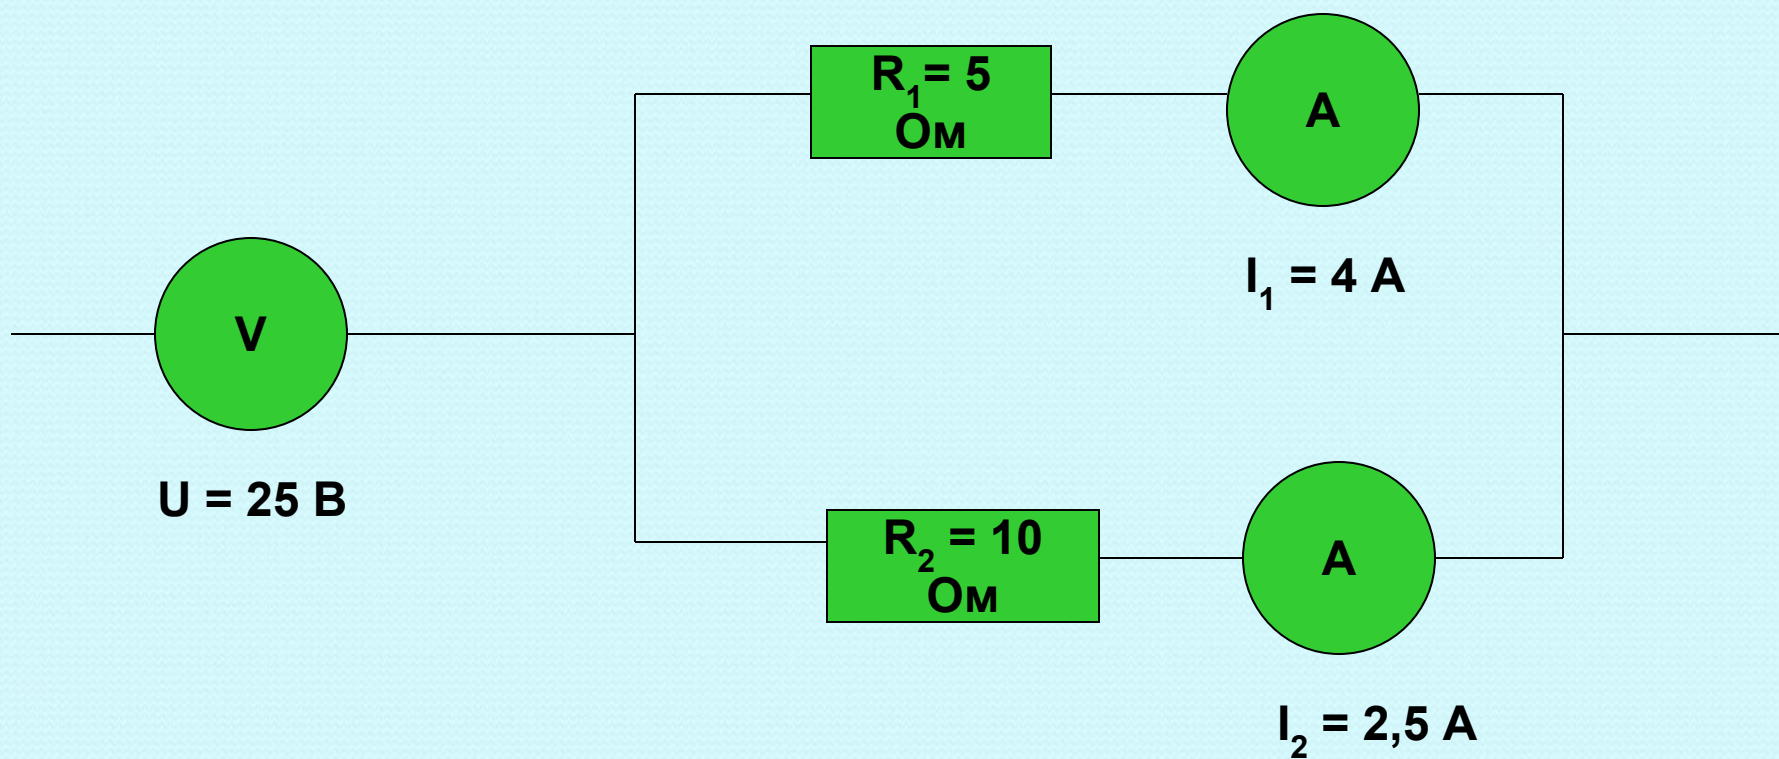 R₁= 5
Ом
A
I₁ = 4 A
V
U = 25 В
R₂ = 10
Ом
A
I₂ = 2,5 A